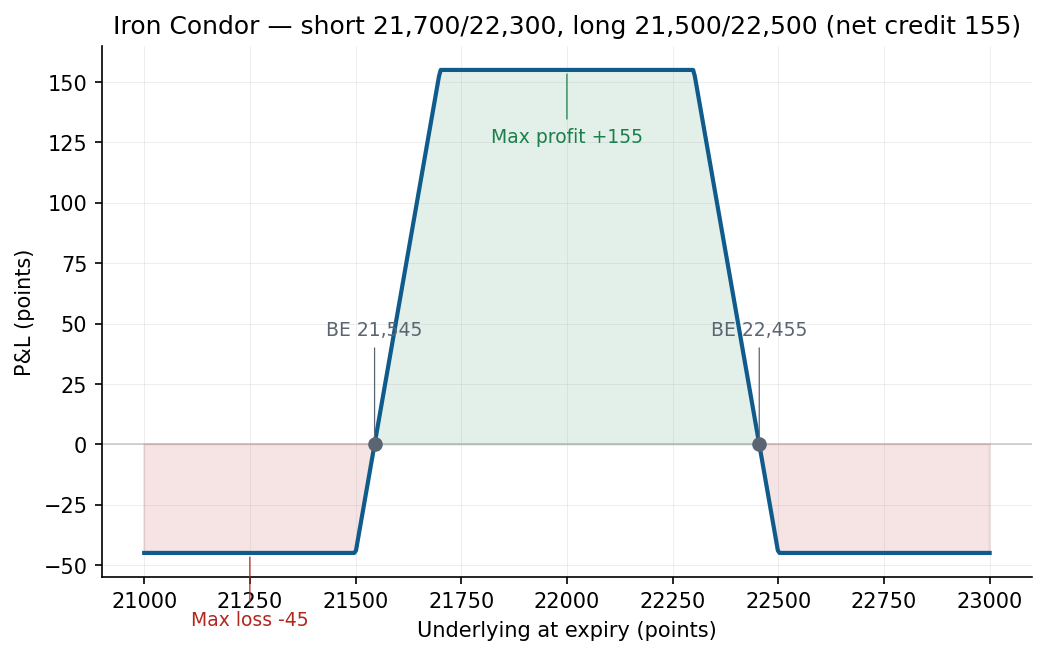 Iron Condor — short 21,700/22,300, long 21,500/22,500 (net credit 155)
P&L (points)
150
125
100
75
50
25
0
−25
−50
Max profit +155
BE 21,545
BE 22,455
21000
21250
21500
21750
22000
22250
22500
22750
23000
Max loss -45
Underlying at expiry (points)